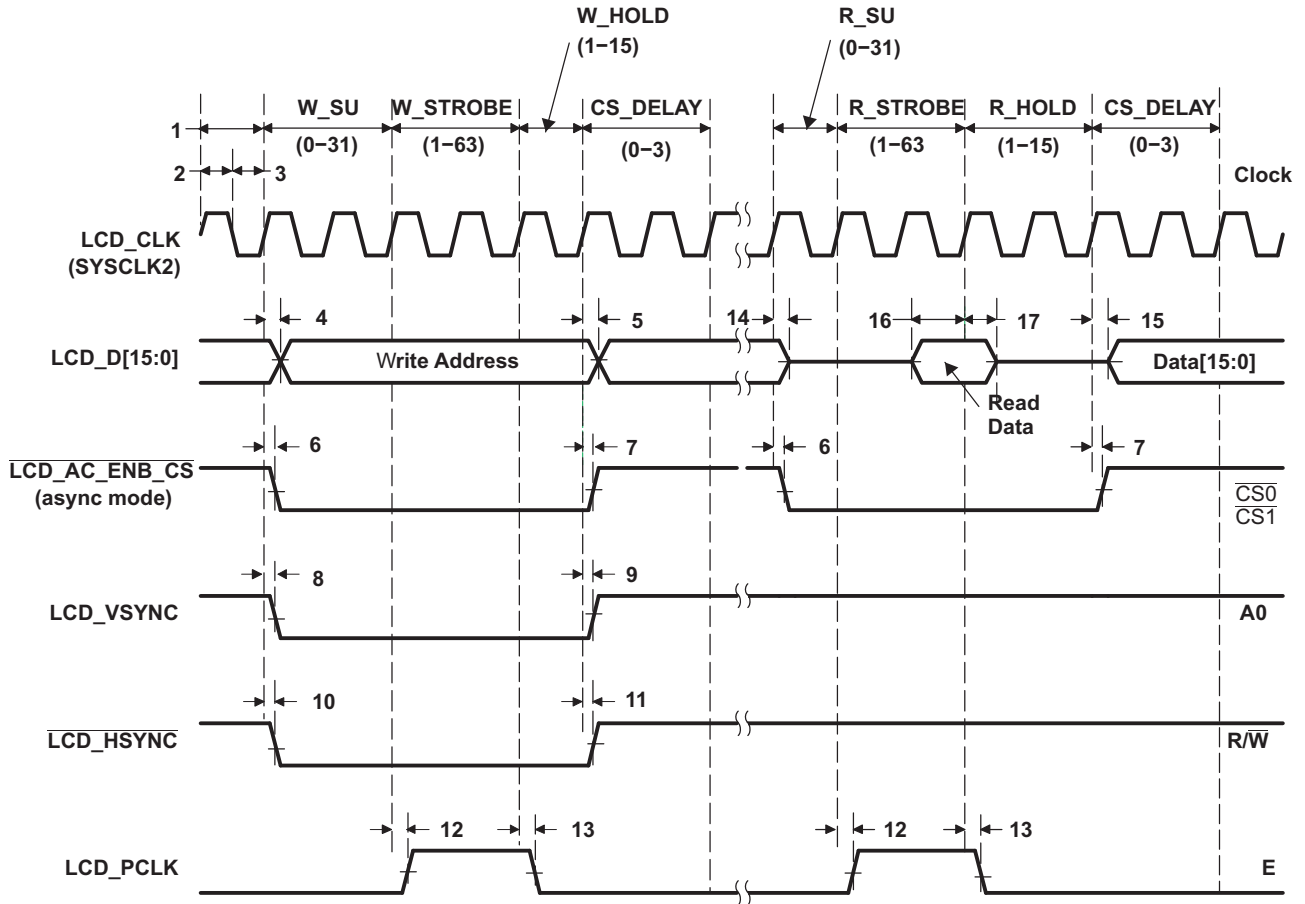 W_HOLD
(1−15)
R_SU
(0−31)
W_SU
(0−31)
W_STROBE
(1−63)
CS_DELAY
(0−3)
R_STROBE
(1−63
R_HOLD
(1−15)
CS_DELAY
(0−3)
1
2
3
Clock
LCD_CLK
(SYSCLK2)
4
5
14
16
17
15
LCD_D[15:0]
Write Address
Data[15:0]
Read
Data
6
7
6
7
LCD_AC_ENB_CS
(async mode)
CS0
CS1
8
9
LCD_VSYNC
A0
10
11
LCD_HSYNC
R/W
12
13
12
13
LCD_PCLK
E